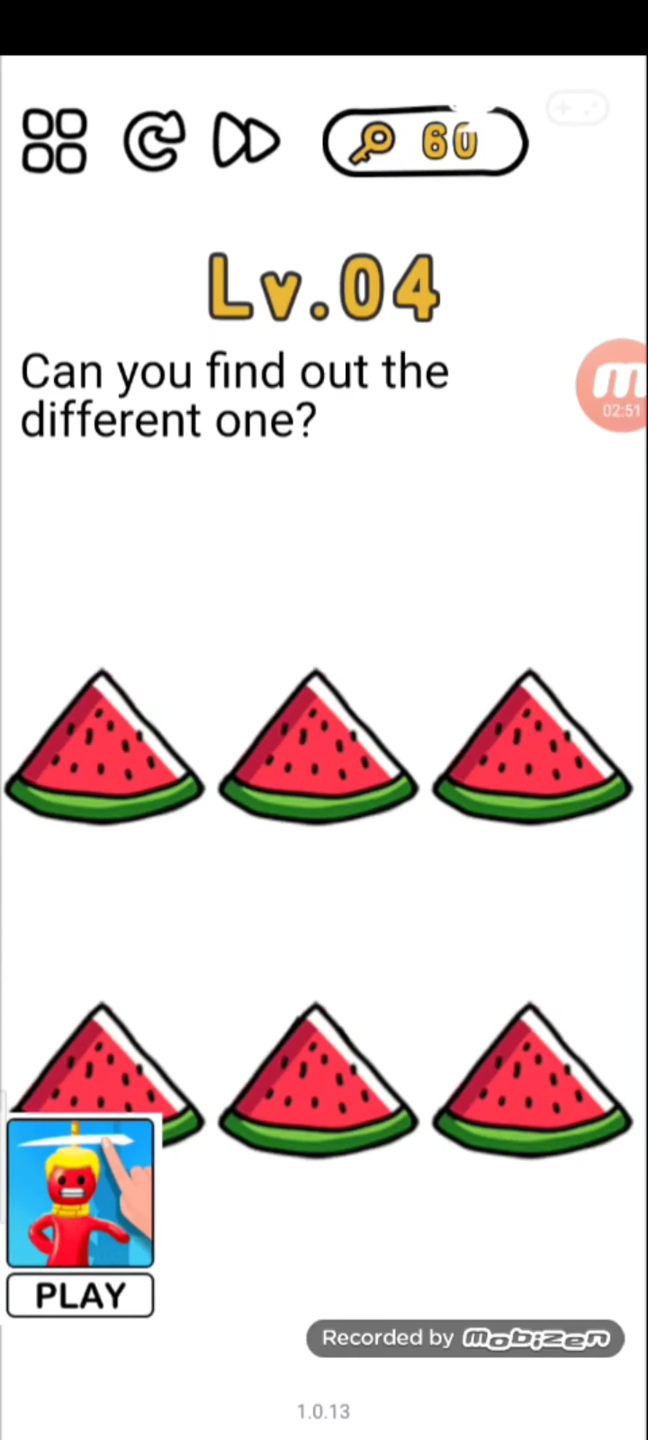 60
Lv.04
Can you find out the
different one?
02:51
PLAY
Recorded by mobizen
1.0.13